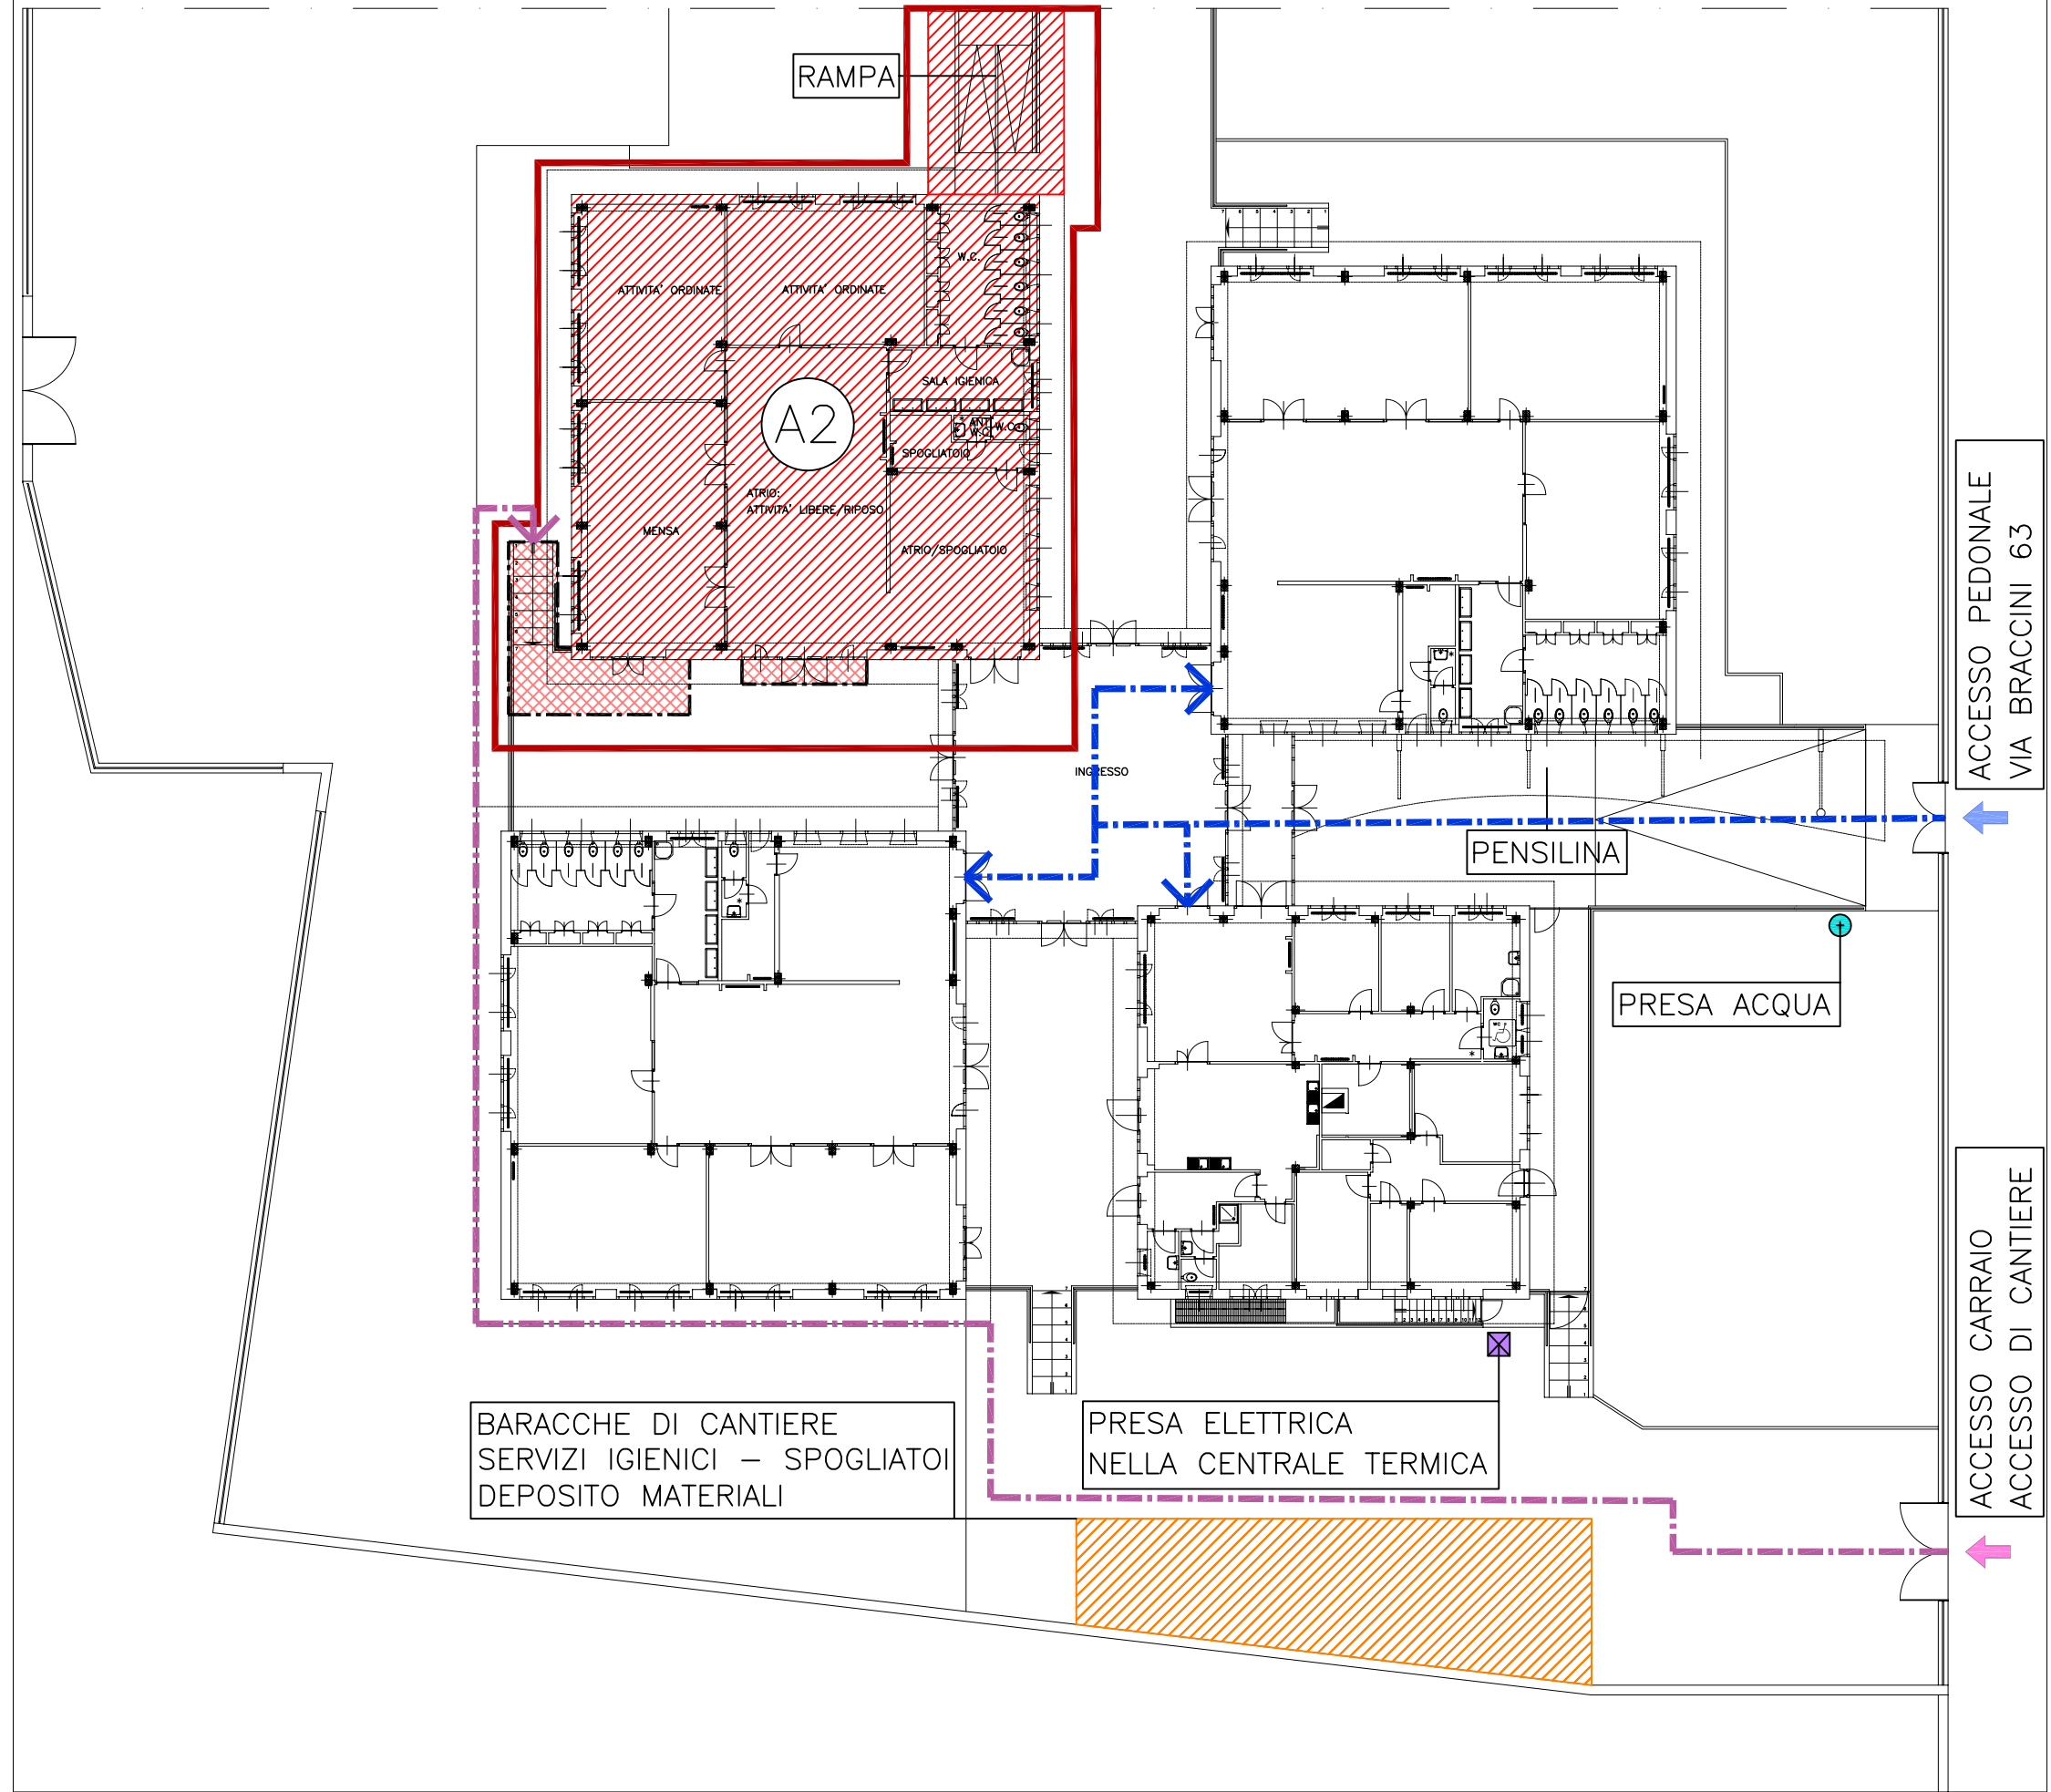 RAMPA
W.C.
ATTIVITA' ORDINATE
ATTIVITA' ORDINATE
SALA IGIENICA
A2
ANT.
W.C.
W.C.
SPOGLIATOIO
ATRIO:
ATTIVITA' LIBERE/RIPOSO
MENSA
ATRIO/SPOGLIATOIO
INGRESSO
PENSILINA
ACCESSO PEDONALE
VIA BRACCINI 63
PRESA ACQUA
BARACCHE DI CANTIERE
SERVIZI IGIENICI – SPOGLIATOI
DEPOSITO MATERIALI
PRESA ELETTRICA
NELLA CENTRALE TERMICA
ACCESSO CARRAIO
ACCESSO DI CANTIERE